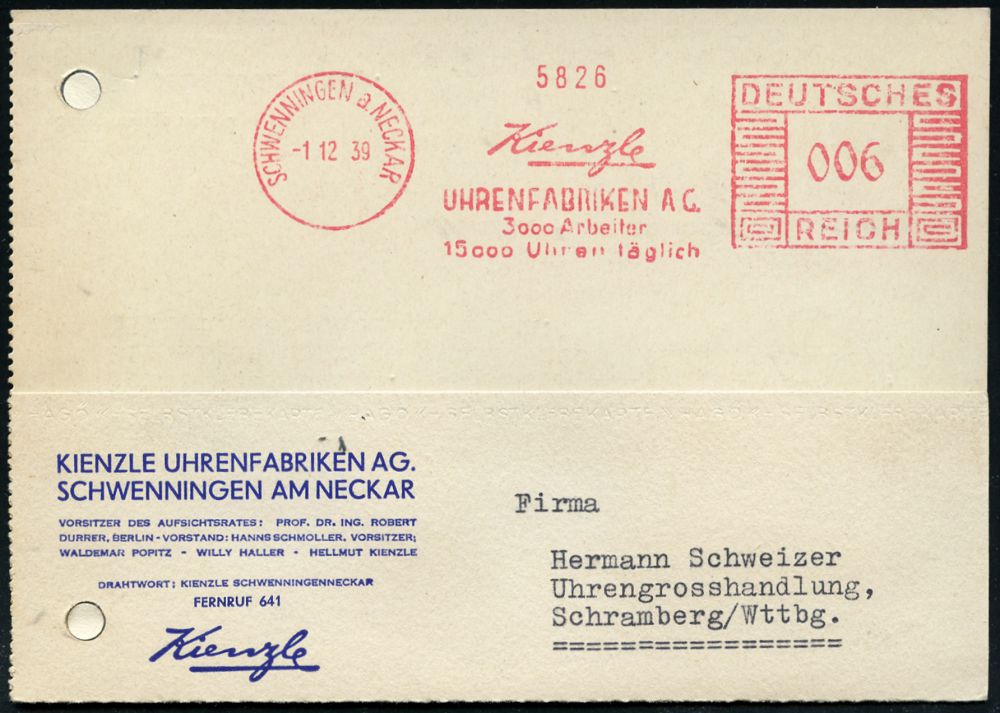 SCHWENNINGEN a. NECKAR
-1 12 39
5826
Kienzle
UHRENFABRIKEN A G.
3000 Arbeiter
15000 Uhren täglich
DEUTSCHES
006
REICH
KIENZLE UHRENFABRIKEN AG.
SCHWENNINGEN AM NECKAR
VORSITZER DES AUFSICHTSRATES: PROF. DR. ING. ROBERT
DURRER, BERLIN - VORSTAND: HANNS SCHMOLLER, VORSITZER;
WALDEMAR POPITZ - WILLY HALLER - HELLMUT KIENZLE
DRAHTWORT: KIENZLE SCHWENNINGENNECKAR
FERNRUF 641
Kienzle
Firma
Hermann Schweizer
Uhrengrosshandlung,
Schramberg/Wttbg.
==================